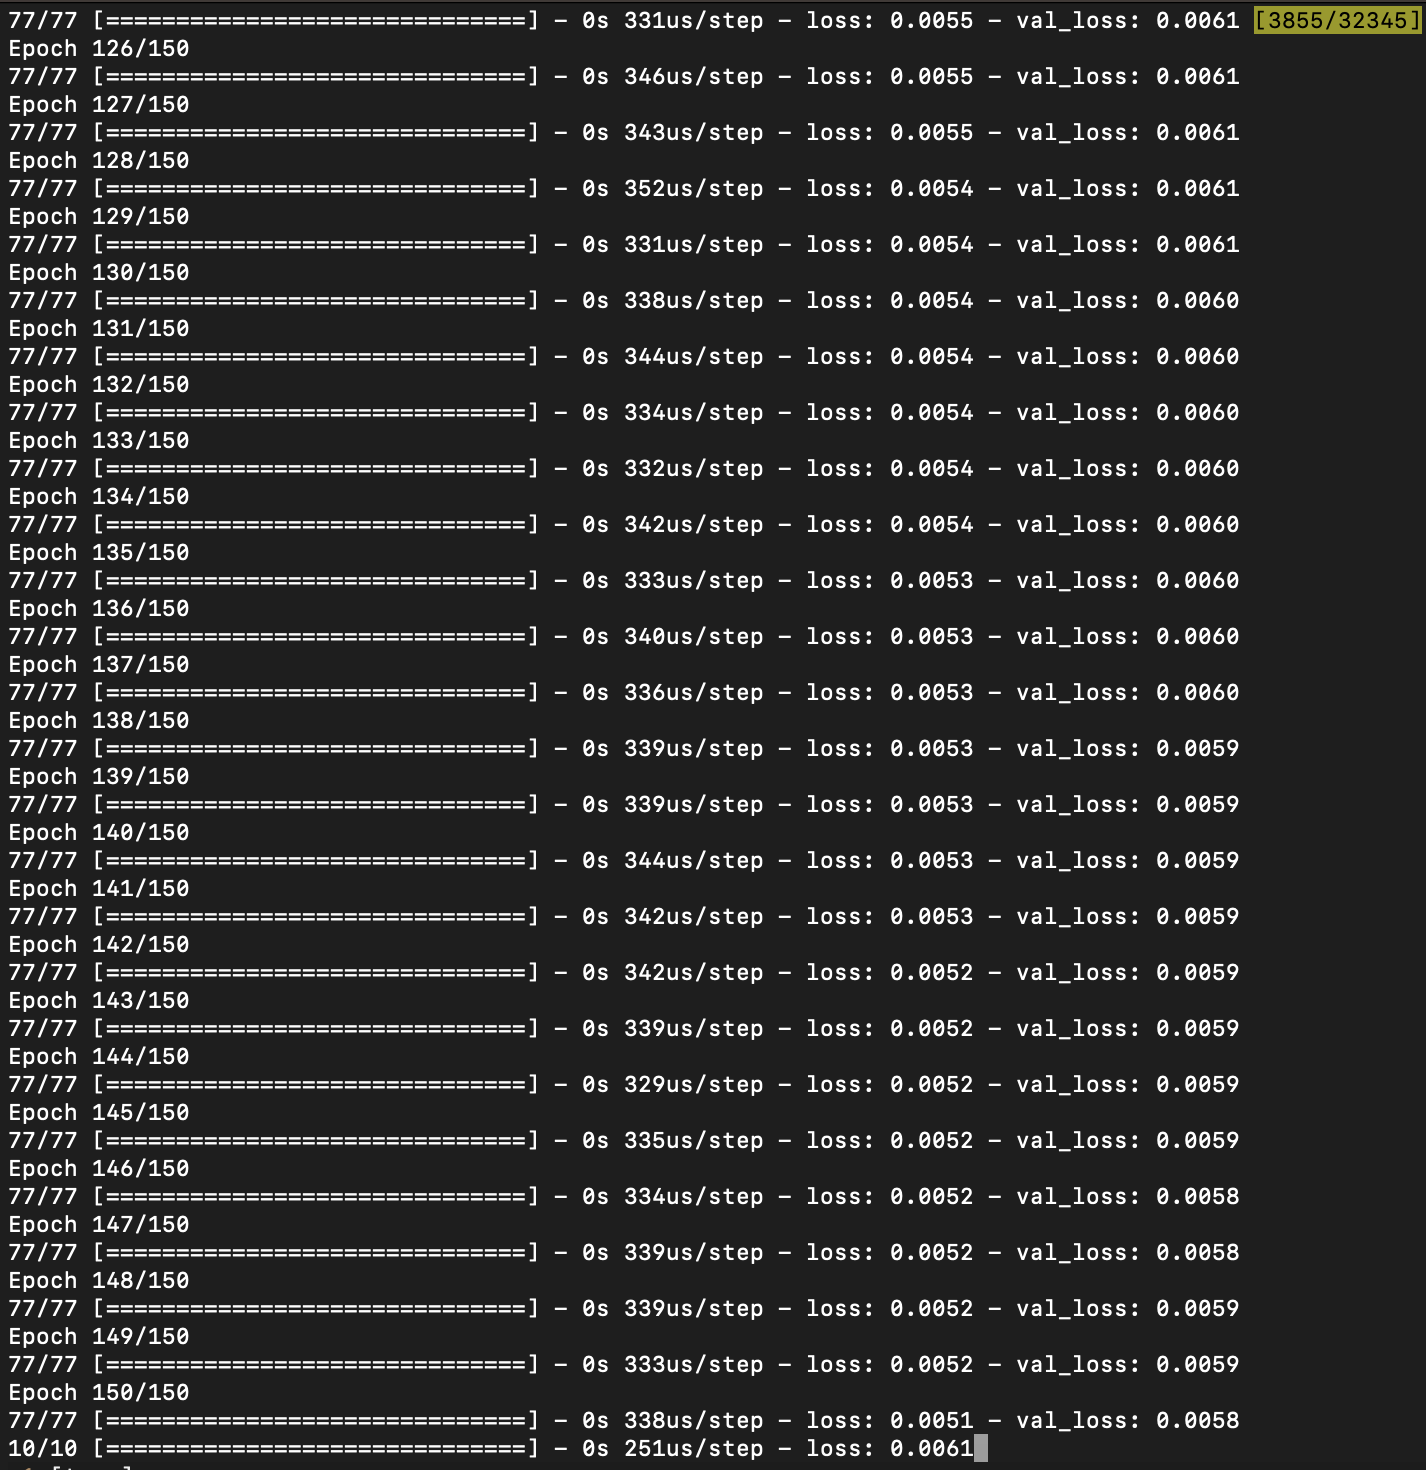 77/77 [==============================] - 0s 331us/step - loss: 0.0055 - val_loss: 0.0061 [3855/32345]
Epoch 126/150
77/77 [==============================] - 0s 346us/step - loss: 0.0055 - val_loss: 0.0061
Epoch 127/150
77/77 [==============================] - 0s 343us/step - loss: 0.0055 - val_loss: 0.0061
Epoch 128/150
77/77 [==============================] - 0s 352us/step - loss: 0.0054 - val_loss: 0.0061
Epoch 129/150
77/77 [==============================] - 0s 331us/step - loss: 0.0054 - val_loss: 0.0061
Epoch 130/150
77/77 [==============================] - 0s 338us/step - loss: 0.0054 - val_loss: 0.0060
Epoch 131/150
77/77 [==============================] - 0s 344us/step - loss: 0.0054 - val_loss: 0.0060
Epoch 132/150
77/77 [==============================] - 0s 334us/step - loss: 0.0054 - val_loss: 0.0060
Epoch 133/150
77/77 [==============================] - 0s 332us/step - loss: 0.0054 - val_loss: 0.0060
Epoch 134/150
77/77 [==============================] - 0s 342us/step - loss: 0.0054 - val_loss: 0.0060
Epoch 135/150
77/77 [==============================] - 0s 333us/step - loss: 0.0053 - val_loss: 0.0060
Epoch 136/150
77/77 [==============================] - 0s 340us/step - loss: 0.0053 - val_loss: 0.0060
Epoch 137/150
77/77 [==============================] - 0s 336us/step - loss: 0.0053 - val_loss: 0.0060
Epoch 138/150
77/77 [==============================] - 0s 339us/step - loss: 0.0053 - val_loss: 0.0059
Epoch 139/150
77/77 [==============================] - 0s 339us/step - loss: 0.0053 - val_loss: 0.0059
Epoch 140/150
77/77 [==============================] - 0s 344us/step - loss: 0.0053 - val_loss: 0.0059
Epoch 141/150
77/77 [==============================] - 0s 342us/step - loss: 0.0053 - val_loss: 0.0059
Epoch 142/150
77/77 [==============================] - 0s 342us/step - loss: 0.0052 - val_loss: 0.0059
Epoch 143/150
77/77 [==============================] - 0s 339us/step - loss: 0.0052 - val_loss: 0.0059
Epoch 144/150
77/77 [==============================] - 0s 329us/step - loss: 0.0052 - val_loss: 0.0059
Epoch 145/150
77/77 [==============================] - 0s 335us/step - loss: 0.0052 - val_loss: 0.0059
Epoch 146/150
77/77 [==============================] - 0s 334us/step - loss: 0.0052 - val_loss: 0.0058
Epoch 147/150
77/77 [==============================] - 0s 339us/step - loss: 0.0052 - val_loss: 0.0058
Epoch 148/150
77/77 [==============================] - 0s 339us/step - loss: 0.0052 - val_loss: 0.0059
Epoch 149/150
77/77 [==============================] - 0s 333us/step - loss: 0.0052 - val_loss: 0.0059
Epoch 150/150
77/77 [==============================] - 0s 338us/step - loss: 0.0051 - val_loss: 0.0058
10/10 [==============================] - 0s 251us/step - loss: 0.0061